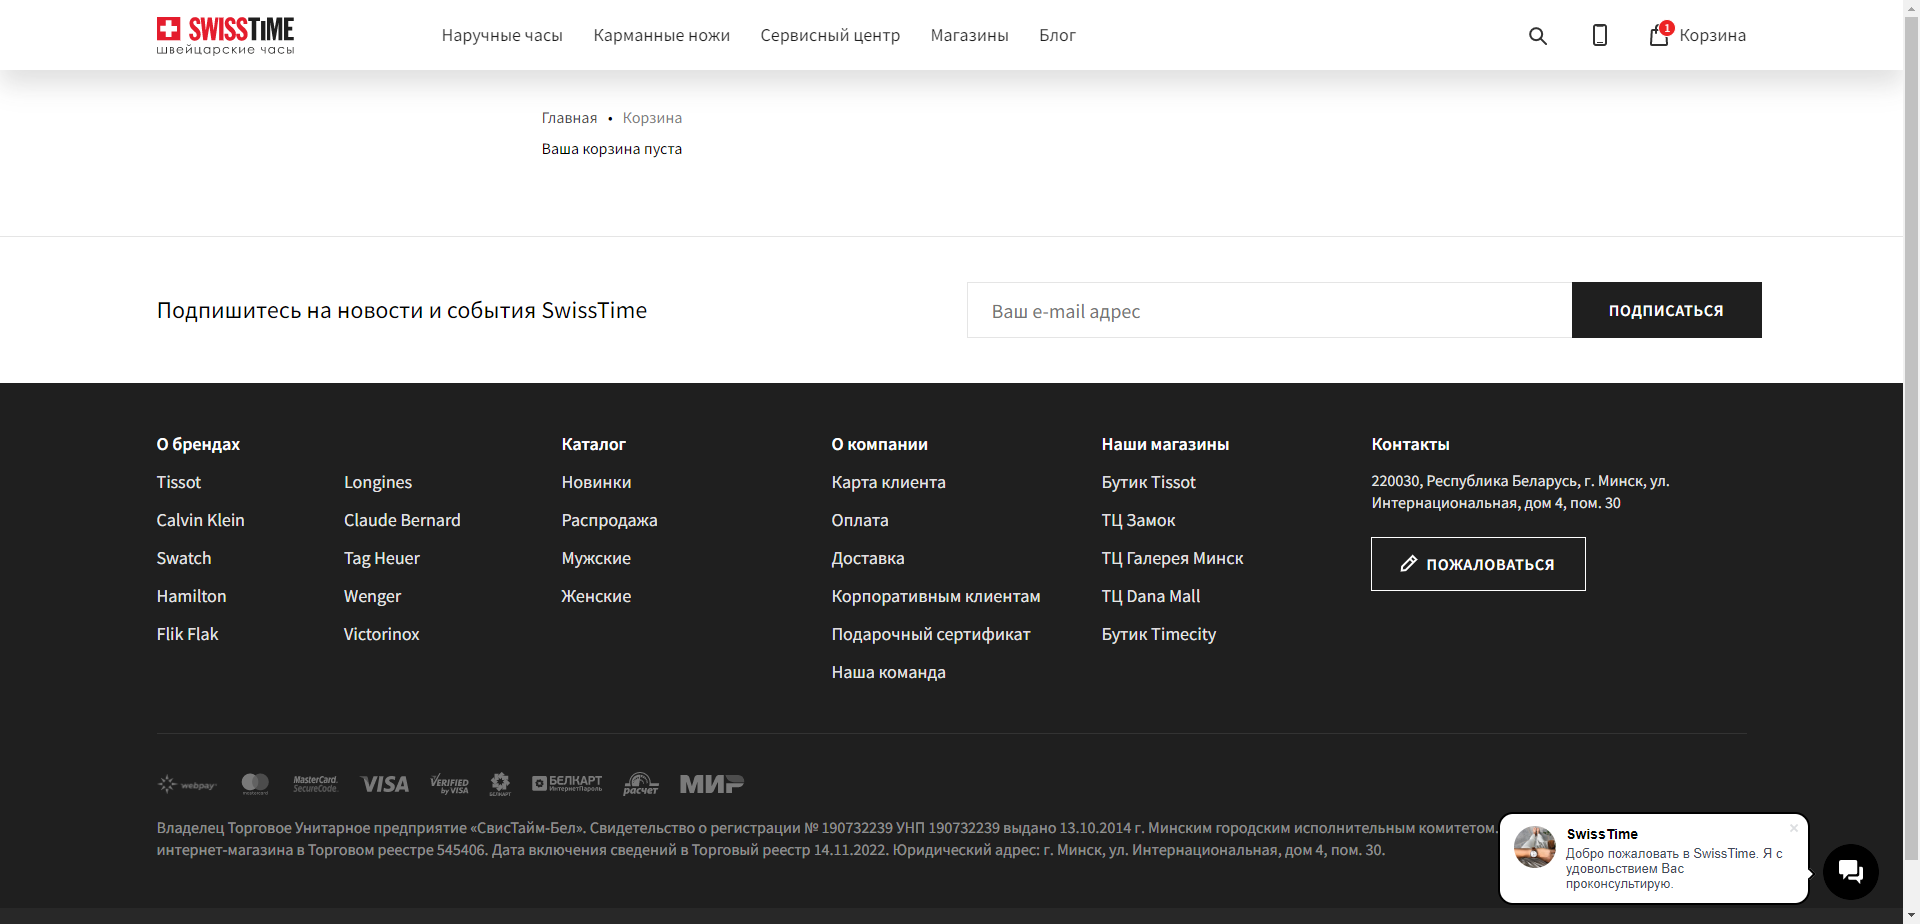 SWISSTIME
швейцарские часы
Наручные часы
Карманные ножи
Сервисный центр
Магазины
Блог
1
Корзина
Главная • Корзина
Ваша корзина пуста
Подпишитесь на новости и события SwissTime
Ваш e-mail адрес
ПОДПИСАТЬСЯ
О брендах
Tissot
Calvin Klein
Swatch
Hamilton
Flik Flak
Longines
Claude Bernard
Tag Heuer
Wenger
Victorinox
Каталог
Новинки
Распродажа
Мужские
Женские
О компании
Карта клиента
Оплата
Доставка
Корпоративным клиентам
Подарочный сертификат
Наша команда
Наши магазины
Бутик Tissot
ТЦ Замок
ТЦ Галерея Минск
ТЦ Dana Mall
Бутик Timecity
Контакты
220030, Республика Беларусь, г. Минск, ул.
Интернациональная, дом 4, пом. 30
ПОЖАЛОВАТЬСЯ
webpay
mastercard
MasterCard.
SecureCode.
VISA
VERIFIED
by VISA
БЕЛКАРТ
БЕЛКАРТ
ИнтернетПароль
расчет
МИР
Владелец Торговое Унитарное предприятие «СвисТайм-Бел». Свидетельство о регистрации № 190732239 УНП 190732239 выдано 13.10.2014 г. Минским городским исполнительным комитетом.
интернет-магазина в Торговом реестре 545406. Дата включения сведений в Торговый реестр 14.11.2022. Юридический адрес: г. Минск, ул. Интернациональная, дом 4, пом. 30.
SwissTime
Добро пожаловать в SwissTime. Я с
удовольствием Вас
проконсультирую.